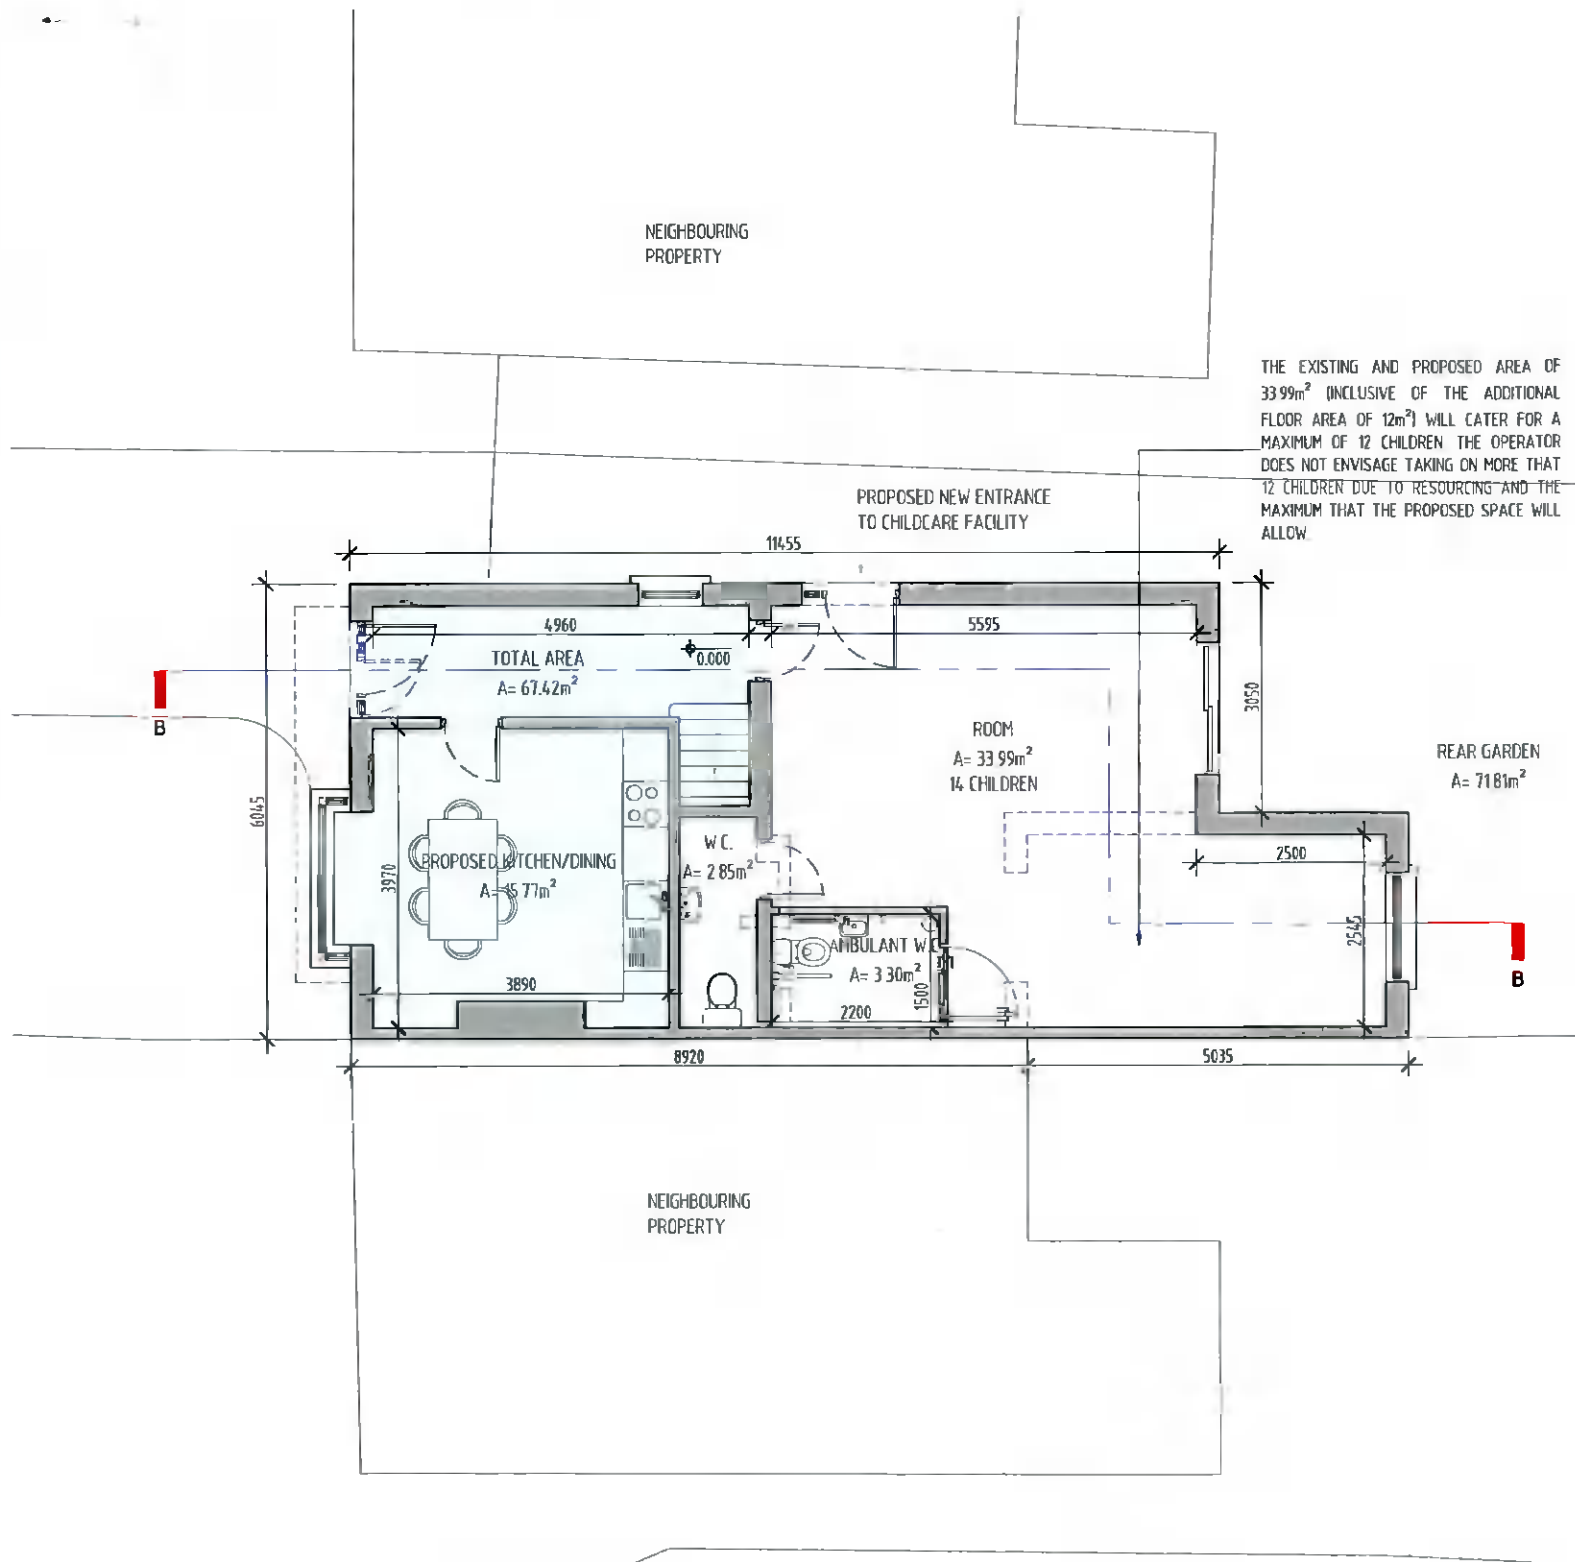 NEIGHBOURING
PROPERTY
THE EXISTING AND PROPOSED AREA OF
33.99m² (INCLUSIVE OF THE ADDITIONAL
FLOOR AREA OF 12m²) WILL CATER FOR A
MAXIMUM OF 12 CHILDREN THE OPERATOR
DOES NOT ENVISAGE TAKING ON MORE THAT
12 CHILDREN DUE TO RESOURCING AND THE
MAXIMUM THAT THE PROPOSED SPACE WILL
ALLOW.
PROPOSED NEW ENTRANCE
TO CHILDCARE FACILITY
11455
4960
5595
TOTAL AREA
A= 67.42m²
0.000
B
3050
ROOM
A= 33.99m²
14 CHILDREN
REAR GARDEN
A= 71.81m²
6045
W.C.
A= 2.85m²
PROPOSED KITCHEN/DINING
A= 15.77m²
3970
2500
2545
AMBULANT W.C
A= 3.30m²
1500
2200
3890
B
8920
5035
NEIGHBOURING
PROPERTY